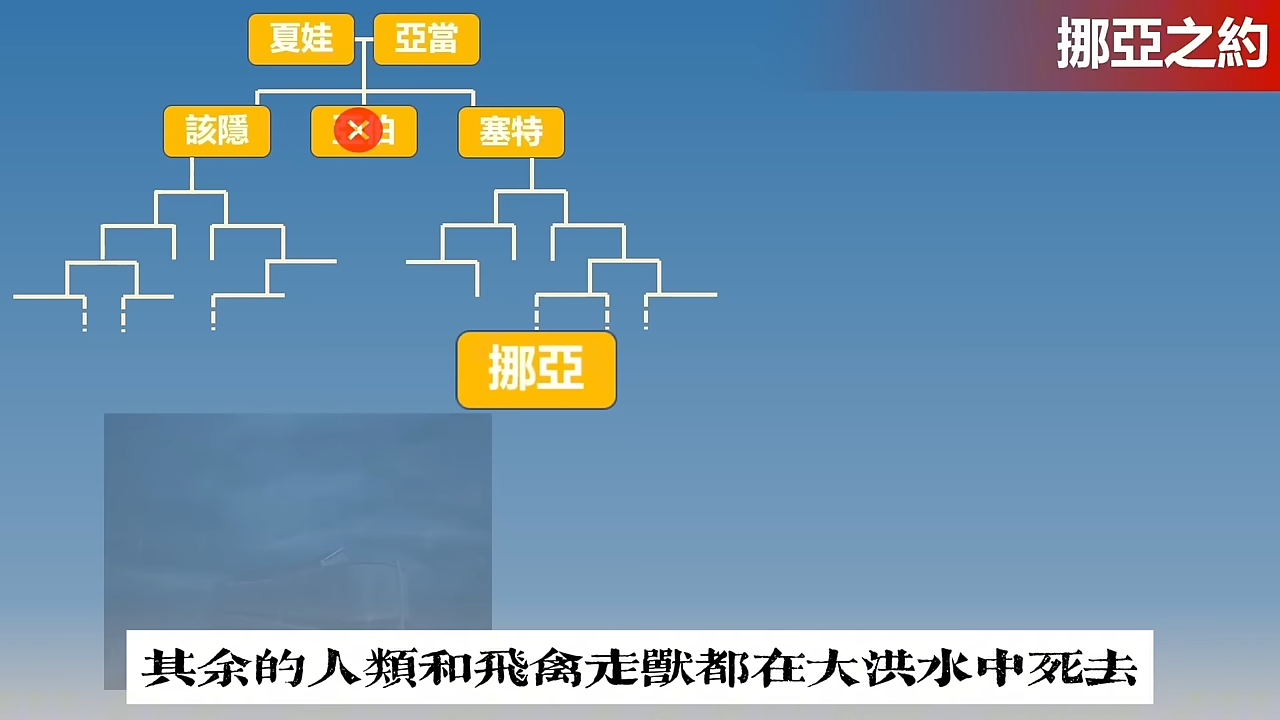 挪亞之約
夏娃
亞當
該隱
伯
塞特
挪亞
其余的人類和飛禽走獸都在大洪水中死去